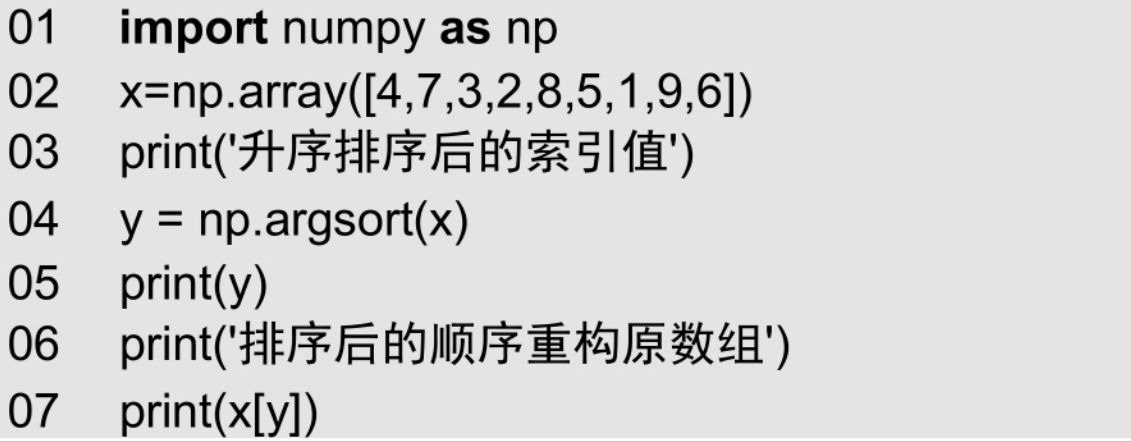 01 import numpy as np
02 x=np.array([4,7,3,2,8,5,1,9,6])
03 print('升序排序后的索引值')
04 y = np.argsort(x)
05 print(y)
06 print('排序后的顺序重构原数组')
07 print(x[y])